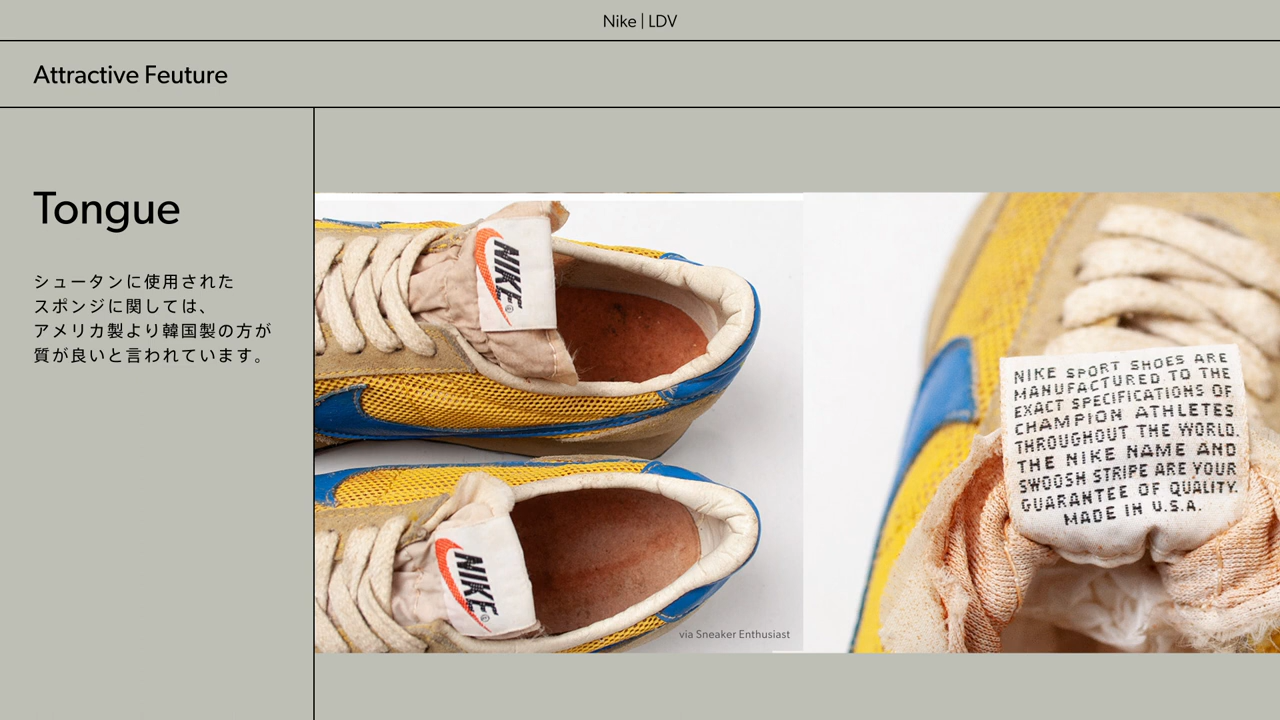 Nike | LDV
Attractive Feuture
Tongue
シュータンに使用された
スポンジに関しては、
アメリカ製より韓国製の方が
質が良いと言われています。
NIKE
NIKE
via Sneaker Enthusiast
NIKE SPORT SHOES ARE
MANUFACTURED TO THE
EXACT SPECIFICATIONS OF
CHAMPION ATHLETES
THROUGHOUT THE WORLD.
THE NIKE NAME AND
SWOOSH STRIPE ARE YOUR
GUARANTEE OF QUALITY.
MADE IN U.S.A.